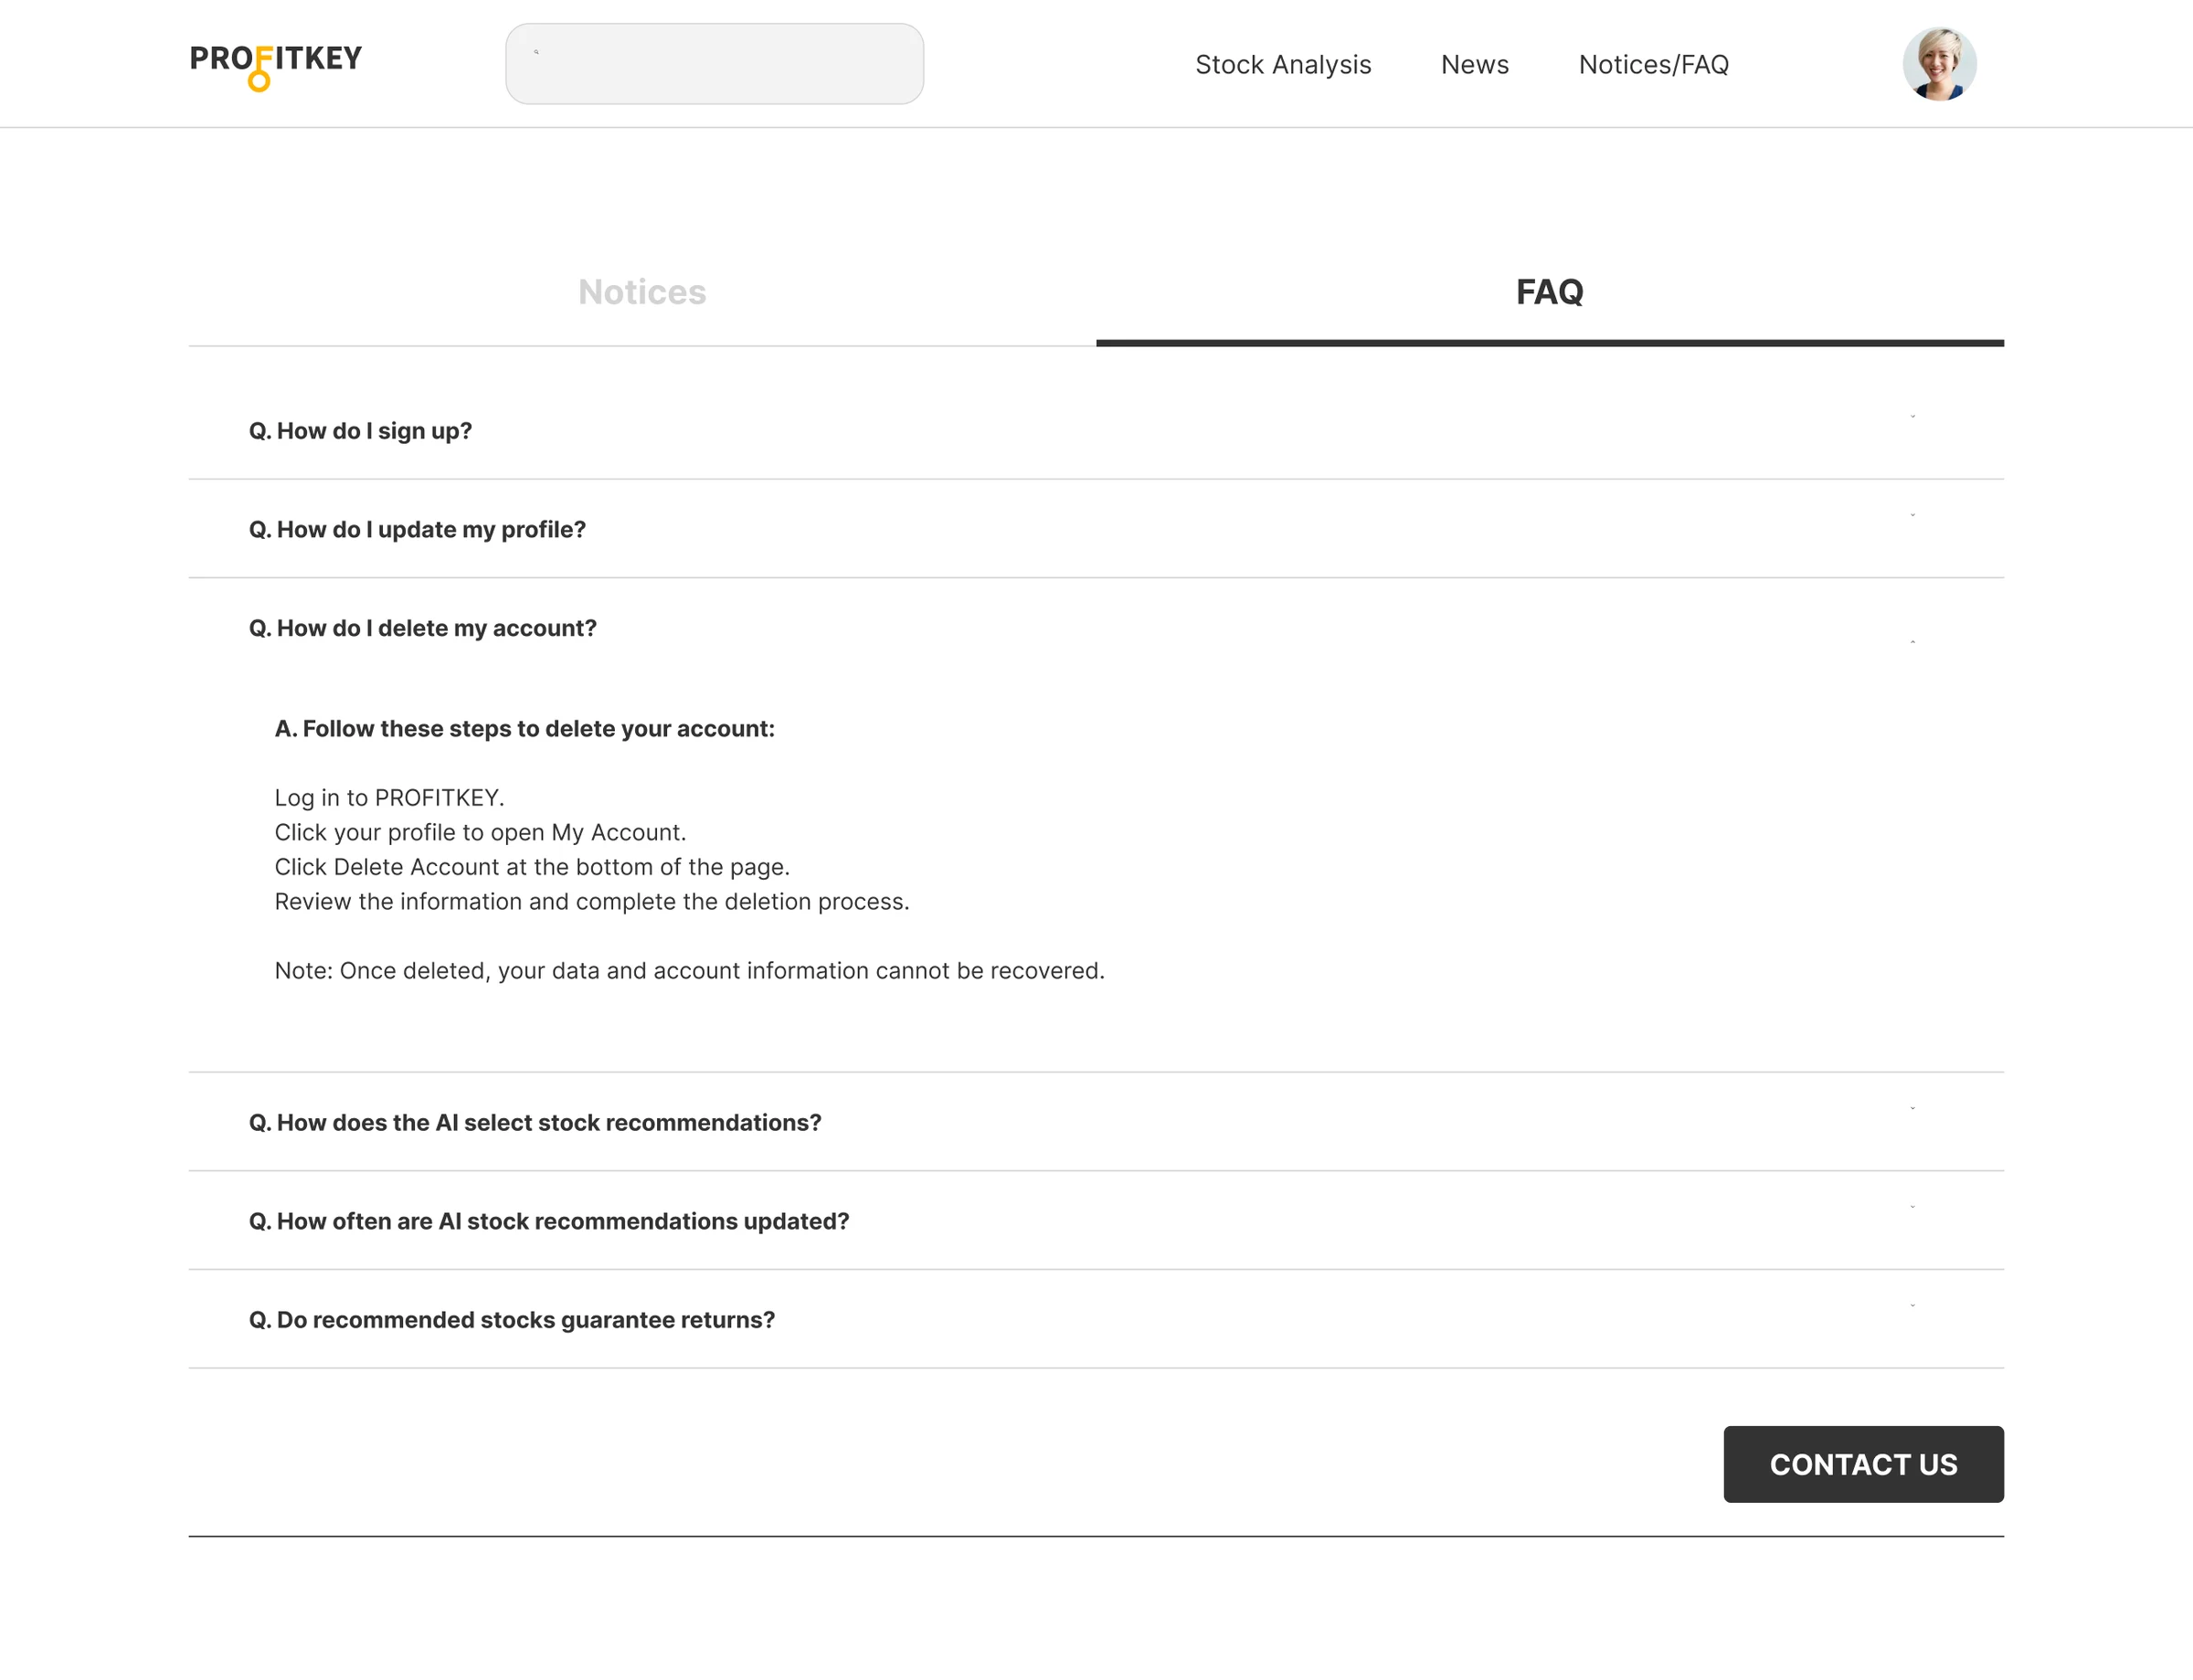 PROFITKEY
Stock Analysis
News
Notices/FAQ
Notices
FAQ
Q. How do I sign up?
Q. How do I update my profile?
Q. How do I delete my account?
A. Follow these steps to delete your account:
Log in to PROFITKEY.
Click your profile to open My Account.
Click Delete Account at the bottom of the page.
Review the information and complete the deletion process.
Note: Once deleted, your data and account information cannot be recovered.
Q. How does the AI select stock recommendations?
Q. How often are AI stock recommendations updated?
Q. Do recommended stocks guarantee returns?
CONTACT US